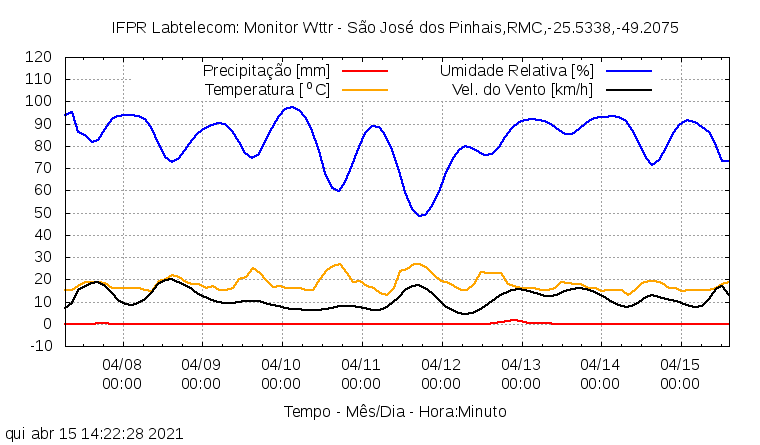 IFPR Labtelecom: Monitor Wttr - São José dos Pinhais,RMC,-25.5338,-49.2075
120
110
100
90
80
70
60
50
40
30
20
10
0
-10
Precipitação [mm]
Temperatura [⁰C]
Umidade Relativa [%]
Vel. do Vento [km/h]
04/08 04/09 04/10 04/11 04/12 04/13 04/14 04/15
00:00 00:00 00:00 00:00 00:00 00:00 00:00 00:00
Tempo - Mês/Dia - Hora:Minuto
qui abr 15 14:22:28 2021